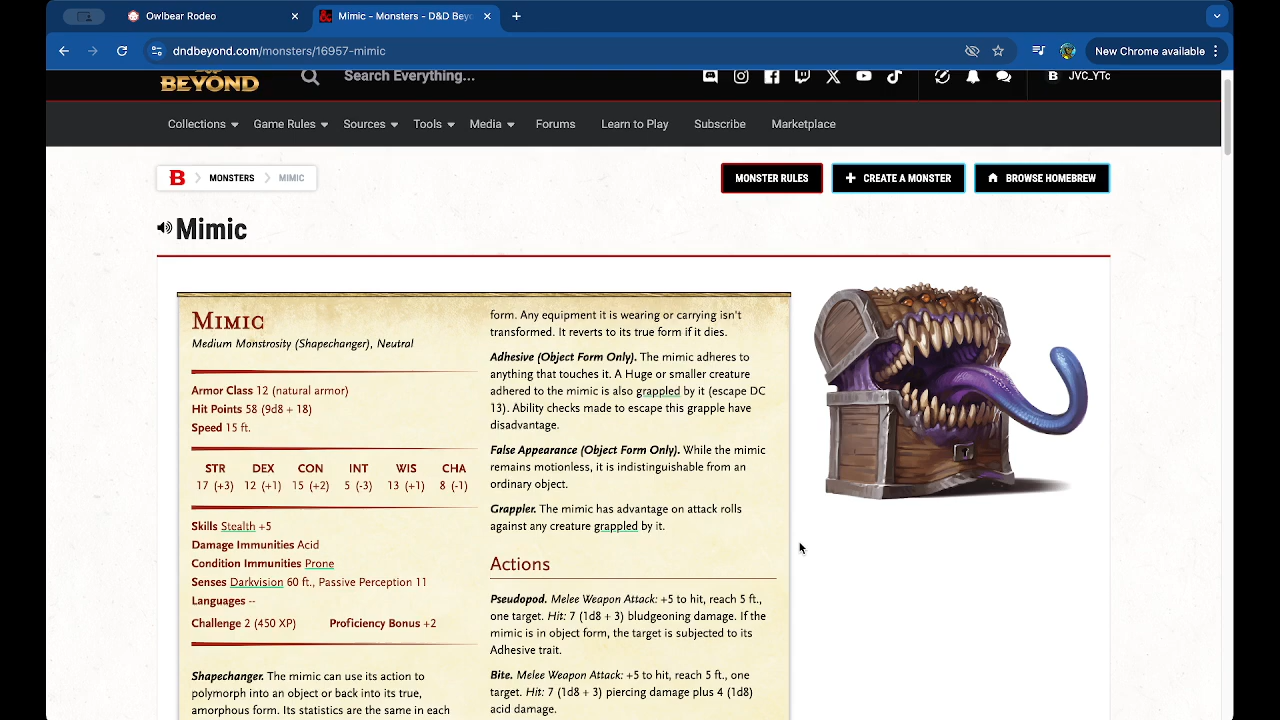 Owlbear Rodeo
Mimic - Monsters - D&D Bey
dndbeyond.com/monsters/16957-mimic
New Chrome available
BEYOND
Search Everything...
B JVC_YTc
Collections
Game Rules
Sources
Tools
Media
Forums
Learn to Play
Subscribe
Marketplace
B
MONSTERS
MIMIC
MONSTER RULES
CREATE A MONSTER
BROWSE HOMEBREW
Mimic
MIMIC
Medium Monstrosity (Shapechanger), Neutral
Armor Class 12 (natural armor)
Hit Points 58 (9d8 + 18)
Speed 15 ft.
STR DEX CON INT WIS CHA
17 (+3) 12 (+1) 15 (+2) 5 (-3) 13 (+1) 8 (-1)
Skills Stealth +5
Damage Immunities Acid
Condition Immunities Prone
Senses Darkvision 60 ft., Passive Perception 11
Languages --
Challenge 2 (450 XP) Proficiency Bonus +2
Shapechanger. The mimic can use its action to
polymorph into an object or back into its true,
amorphous form. Its statistics are the same in each
form. Any equipment it is wearing or carrying isn't
transformed. It reverts to its true form if it dies.
Adhesive (Object Form Only). The mimic adheres to
anything that touches it. A Huge or smaller creature
adhered to the mimic is also grappled by it (escape DC
13). Ability checks made to escape this grapple have
disadvantage.
False Appearance (Object Form Only). While the mimic
remains motionless, it is indistinguishable from an
ordinary object.
Grappler. The mimic has advantage on attack rolls
against any creature grappled by it.
Actions
Pseudopod. Melee Weapon Attack: +5 to hit, reach 5 ft.,
one target. Hit: 7 (1d8 + 3) bludgeoning damage. If the
mimic is in object form, the target is subjected to its
Adhesive trait.
Bite. Melee Weapon Attack: +5 to hit, reach 5 ft., one
target. Hit: 7 (1d8 + 3) piercing damage plus 4 (1d8)
acid damage.